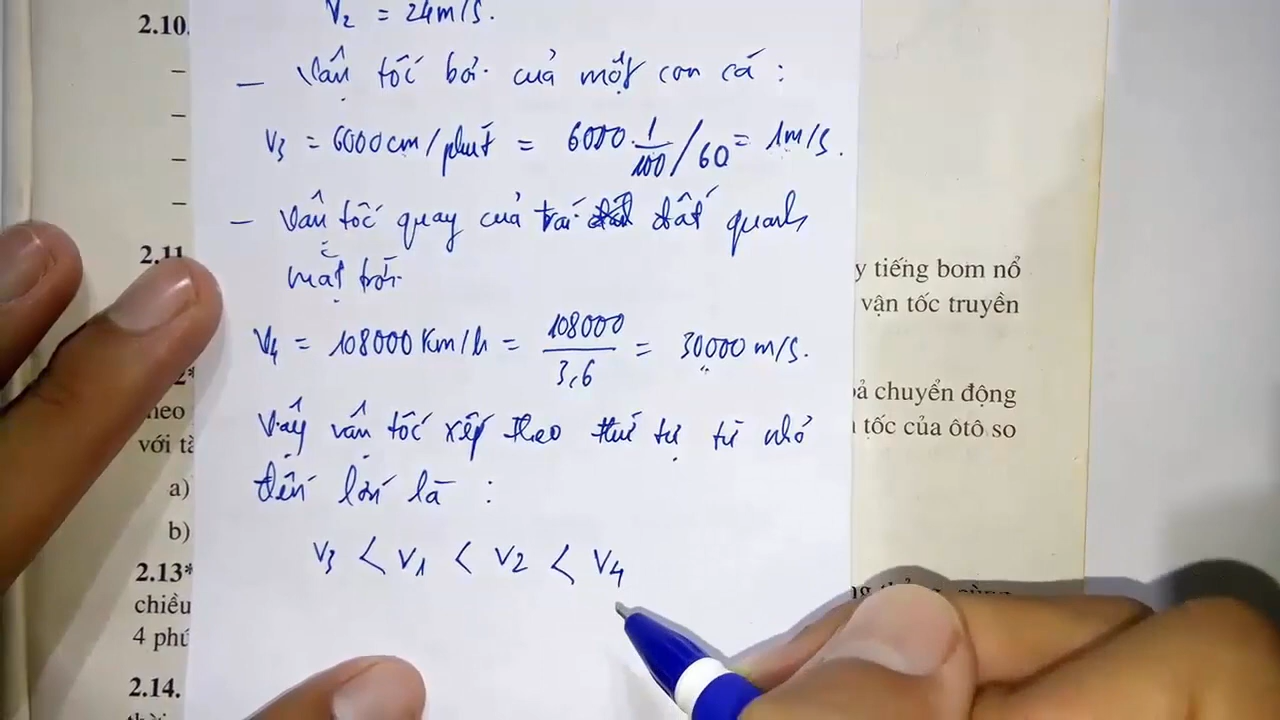 2.10.
v2 = 24m/s.
– Vận tốc bơi của một con cá :
v3 = 6000cm/phút = 6000.1/100/60 = 1m/s.
– Vận tốc quay của trái đất quanh
mặt trời.
2.11
y tiếng bom nổ
vận tốc truyền
v4 = 108000 Km/h = 108000/3,6 = 30000 m/s.
2*
heo
ả chuyển động
với
tốc của ôtô so
Vậy vận tốc xếp theo thứ tự từ nhỏ
đến lớn là :
a)
b)
v3 < v1 < v2 < v4
2.13*
chiều
4 phú
2.14.